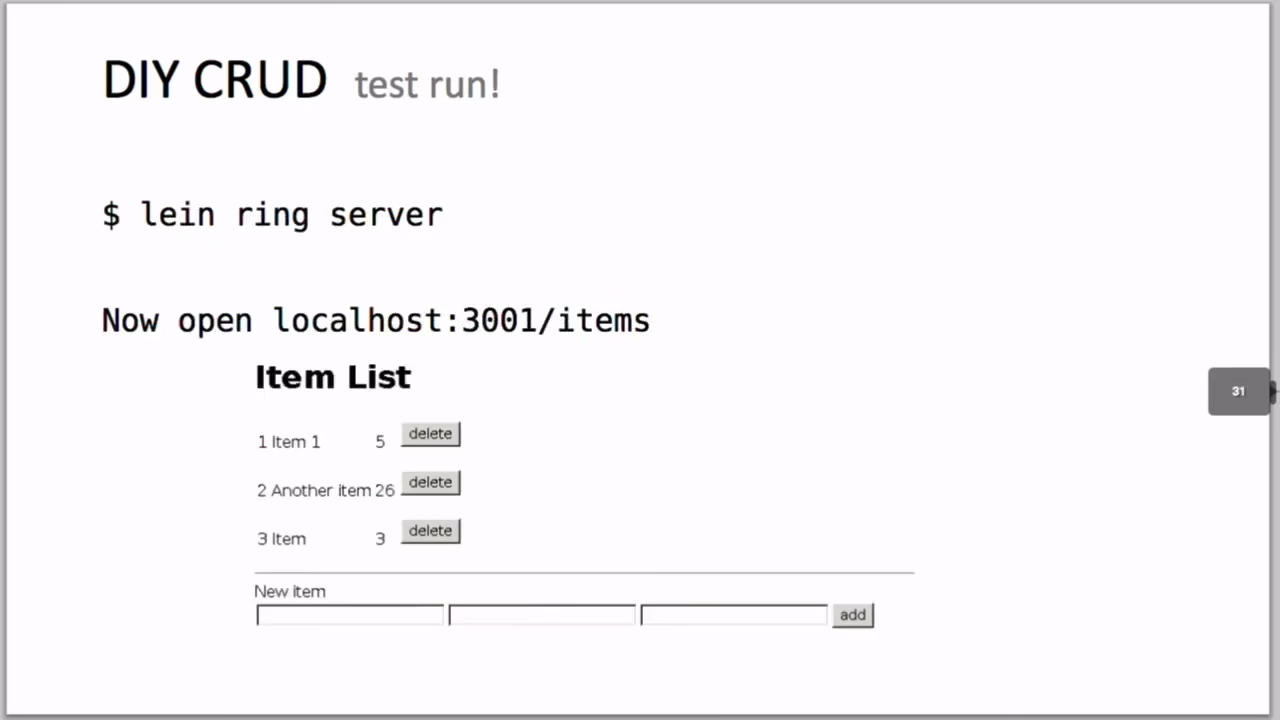 DIY CRUD test run!
$ lein ring server
Now open localhost:3001/items
Item List
1 Item 1 5 delete
2 Another item 26 delete
3 Item 3 delete
New item
add
31